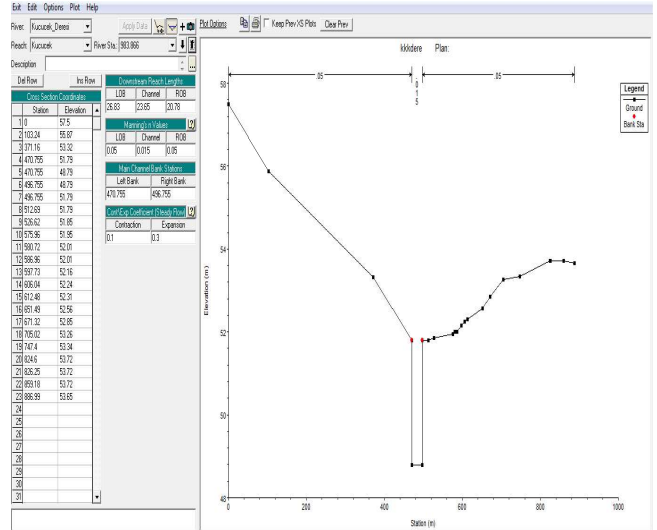 Exit Edit Options Plot Help
River: Kucucek_Deresi Apply Data Plot Options Keep Prev XS Plots Clear Prev
Reach: Kucucek River Sta.: 983.866
Description ...
Del Row Ins Row
Cross Section Coordinates
Station Elevation
1 0 57.5
2 103.24 55.87
3 371.16 53.32
4 470.755 51.79
5 470.755 48.79
6 496.755 48.79
7 496.755 51.79
8 512.69 51.79
9 526.62 51.85
10 575.96 51.95
11 580.72 52.01
12 586.96 52.01
13 597.73 52.16
14 606.04 52.24
15 612.48 52.31
16 651.49 52.56
17 671.32 52.85
18 705.02 53.26
19 747.4 53.34
20 824.6 53.72
21 826.25 53.72
22 859.18 53.72
23 886.99 53.65
24
25
26
27
28
29
30
31
Downstream Reach Lengths
LOB Channel ROB
26.83 23.65 20.78
Manning's n Values ?
LOB Channel ROB
0.05 0.015 0.05
Main Channel Bank Stations
Left Bank Right Bank
470.755 496.755
Cont\Exp Coefficient (Steady Flow) ?
Contraction Expansion
0.1 0.3
kkkdere Plan:
.05 .015 .05
Legend
Ground
Bank Sta
Elevation (m)
58
56
54
52
50
48
0 200 400 600 800 1000
Station (m)